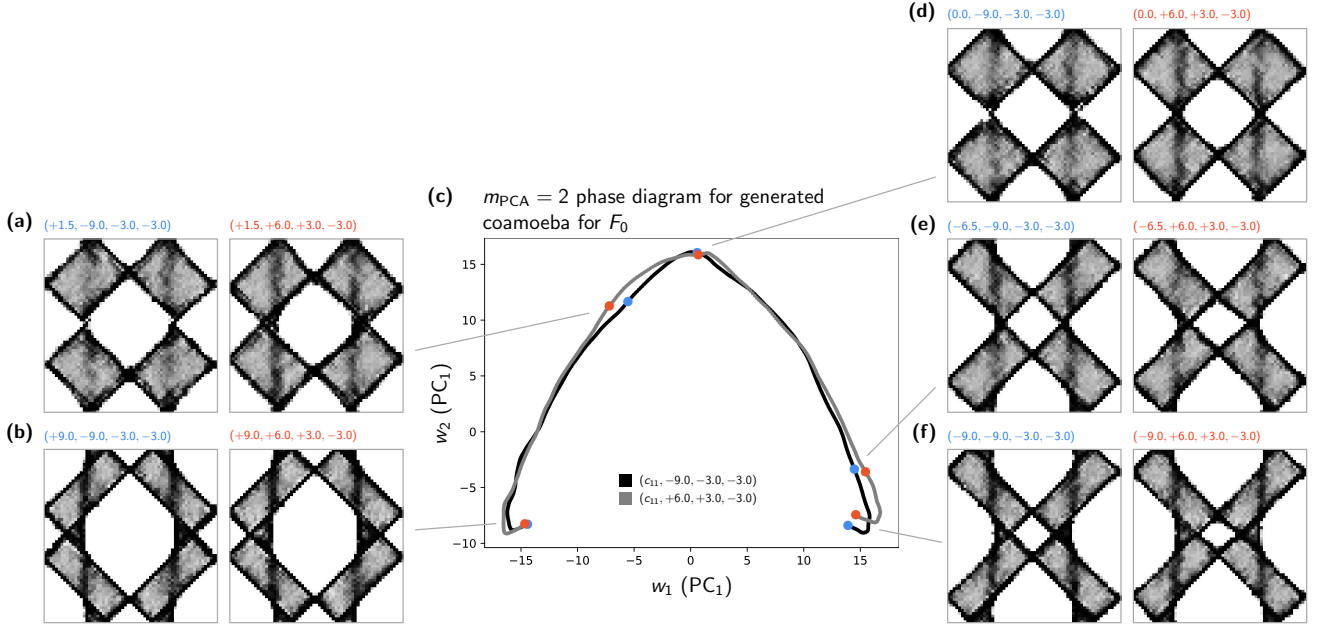 (d)
(0.0, −9.0, −3.0, −3.0)
(0.0, +6.0, +3.0, −3.0)
(a)
(+1.5, −9.0, −3.0, −3.0)
(+1.5, +6.0, +3.0, −3.0)
(b)
(+9.0, −9.0, −3.0, −3.0)
(+9.0, +6.0, +3.0, −3.0)
(c)
m_PCA = 2 phase diagram for generated
coamoeba for F_0
15
10
5
0
−5
−10
w_2 (PC_1)
(c_11, −9.0, −3.0, −3.0)
(c_11, +6.0, +3.0, −3.0)
−15 −10 −5 0 5 10 15
w_1 (PC_1)
(e)
(−6.5, −9.0, −3.0, −3.0)
(−6.5, +6.0, +3.0, −3.0)
(f)
(−9.0, −9.0, −3.0, −3.0)
(−9.0, +6.0, +3.0, −3.0)